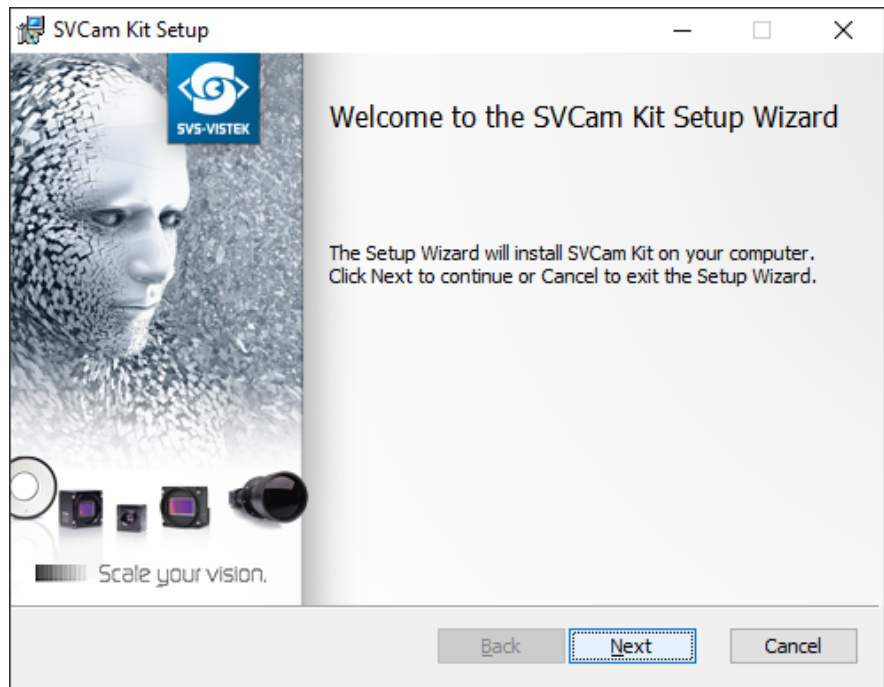 SVCam Kit Setup
SVS-VISTEK
Welcome to the SVCam Kit Setup Wizard
The Setup Wizard will install SVCam Kit on your computer.
Click Next to continue or Cancel to exit the Setup Wizard.
Scale your vision.
Back
Next
Cancel